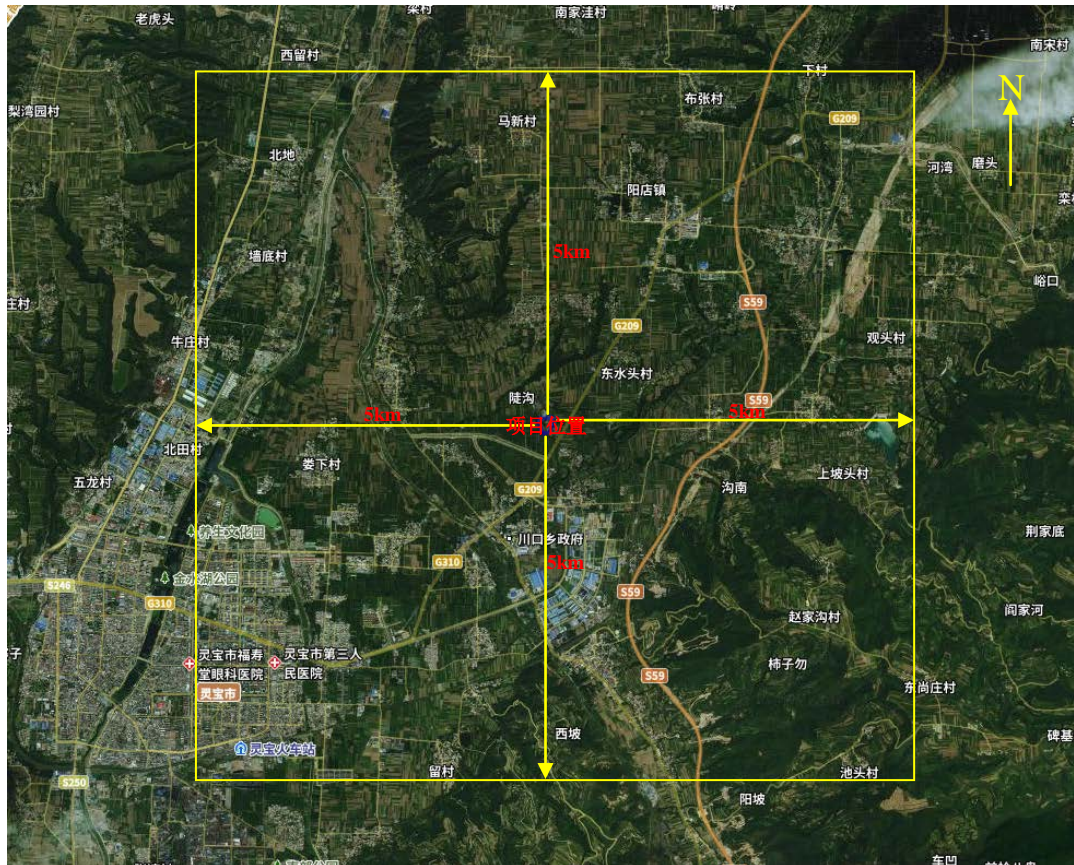 梁村
南家洼村
老虎头
南宋村
西留村
下村
布张村
N
梨湾园村
马新村
G209
北地
河湾
磨头
阳店镇
墙底村
5km
峪口
庄村
S59
G209
牛庄村
观头村
东水头村
陡沟
S59
5km
5km
项目位置
北田村
娄下村
上坡头村
五龙村
沟南
G209
养生文化园
川口乡政府
荆家底
G310
5km
金水湖公园
S246
S59
G310
阎家河
赵家沟村
灵宝市福寿
堂眼科医院
灵宝市第三人
民医院
柿子勿
S59
灵宝市
东尚庄村
西坡
碑基
灵宝火车站
留村
池头村
S250
阳坡
车凹